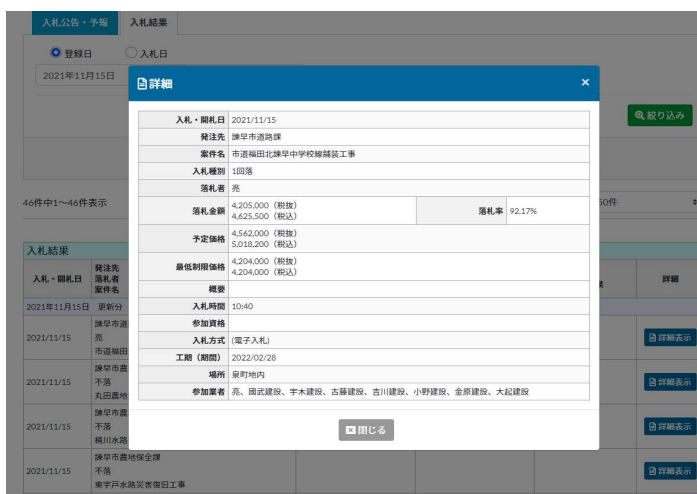 入札公告・予報 入札結果
登録日 入札日
2021年11月15日
詳細 ×
絞り込み
入札・開札日 2021/11/15
発注先 諫早市道路課
案件名 市道福田北諫早中学校線舗装工事
入札種別 1回落
落札者 亮
落札金額 4,205,000（税抜）
4,625,500（税込） 落札率 92.17%
予定価格 4,562,000（税抜）
5,018,200（税込）
最低制限価格 4,204,000（税抜）
4,204,000（税込）
概要
入札時間 10:40
参加資格
入札方式 (電子入札)
工期（期間） 2022/02/28
場所 泉町地内
参加業者 亮、國武建設、宇木建設、古藤建設、吉川建設、小野建設、金原建設、大起建設
閉じる
46件中1〜46件表示 50件
入札結果
入札・開札日 発注先
落札者
案件名 詳細
2021年11月15日 更新分
2021/11/15 諫早市道
亮
市道福田 詳細表示
2021/11/15 諫早市農
不落
丸田農地 詳細表示
2021/11/15 諫早市農
不落
楊川水路 詳細表示
2021/11/15 諫早市農地保全課
不落
東宇戸水路災害復旧工事 詳細表示